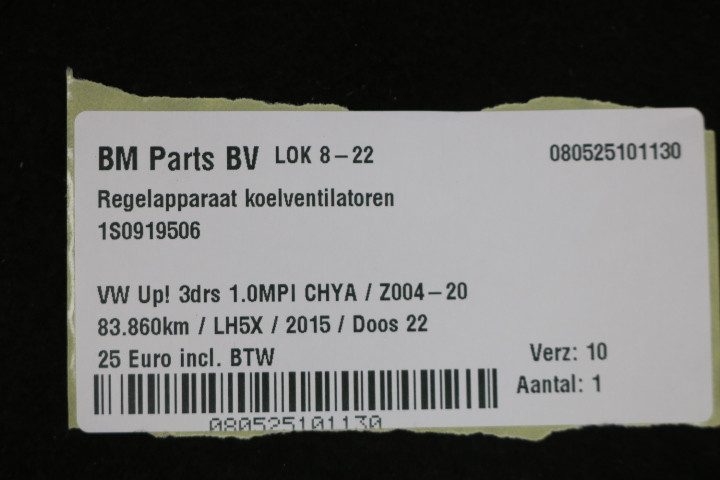 BM Parts BV LOK 8-22 080525101130
Regelapparaat koelventilatoren
1S0919506
VW Up! 3drs 1.0MPI CHYA / Z004-20
83.860km / LH5X / 2015 / Doos 22
25 Euro incl. BTW Verz: 10
Aantal: 1
080525101130